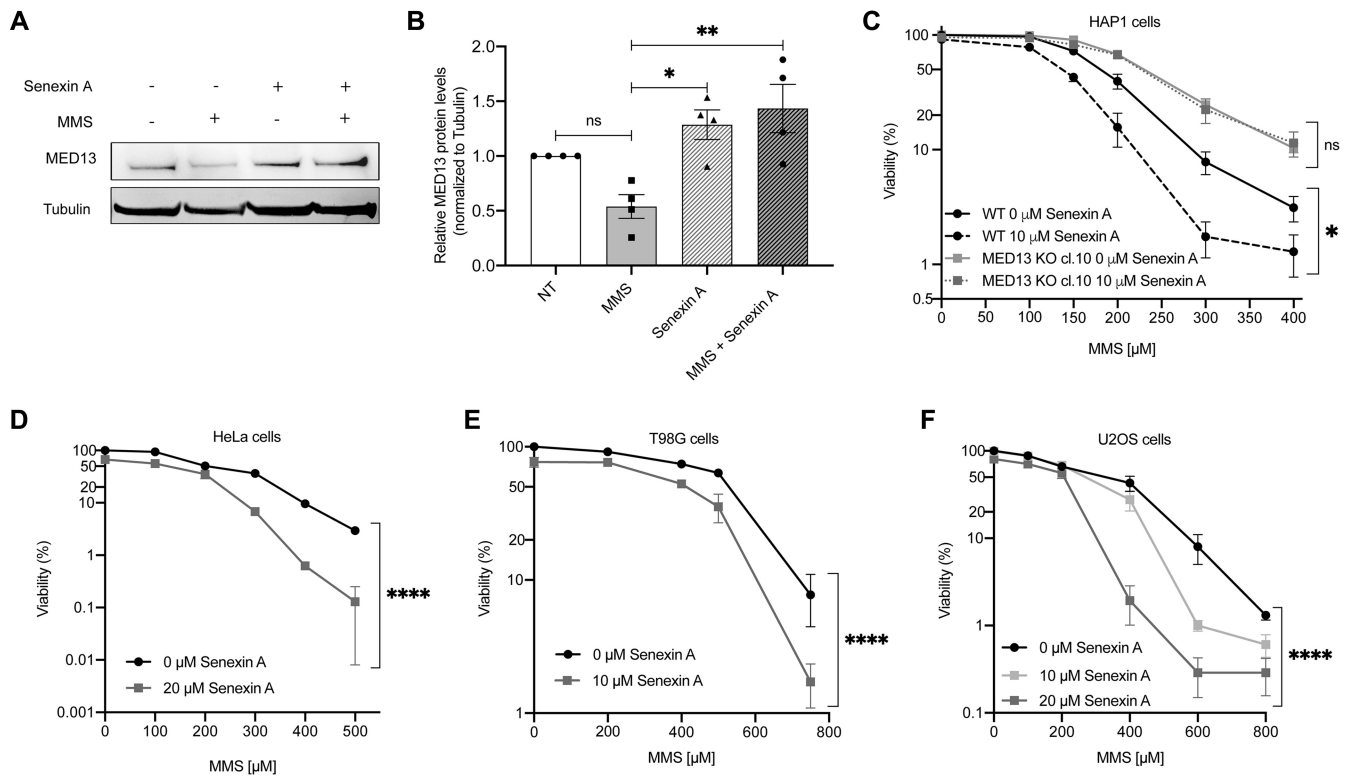 A
Senexin A - - + +
MMS - + - +
MED13
Tubulin
B
Relative MED13 protein levels
(normalized to Tubulin)
2.0
1.5
1.0
0.5
0.0
**
*
ns
NT
MMS
Senexin A
MMS + Senexin A
C
HAP1 cells
Viability (%)
100
50
20
10
1
0.5
WT 0 μM Senexin A
WT 10 μM Senexin A
MED13 KO cl.10 0 μM Senexin A
MED13 KO cl.10 10 μM Senexin A
ns
*
0 50 100 150 200 250 300 350 400
MMS [µM]
D
HeLa cells
Viability (%)
100
50
20
10
1
0.1
0.01
0.001
0 µM Senexin A
20 µM Senexin A
****
0 100 200 300 400 500
MMS [µM]
E
T98G cells
Viability (%)
100
50
20
10
1
0 µM Senexin A
10 µM Senexin A
****
0 200 400 600 800
MMS [µM]
F
U2OS cells
Viability (%)
100
50
20
10
1
0.1
0 µM Senexin A
10 µM Senexin A
20 µM Senexin A
****
0 200 400 600 800
MMS [µM]